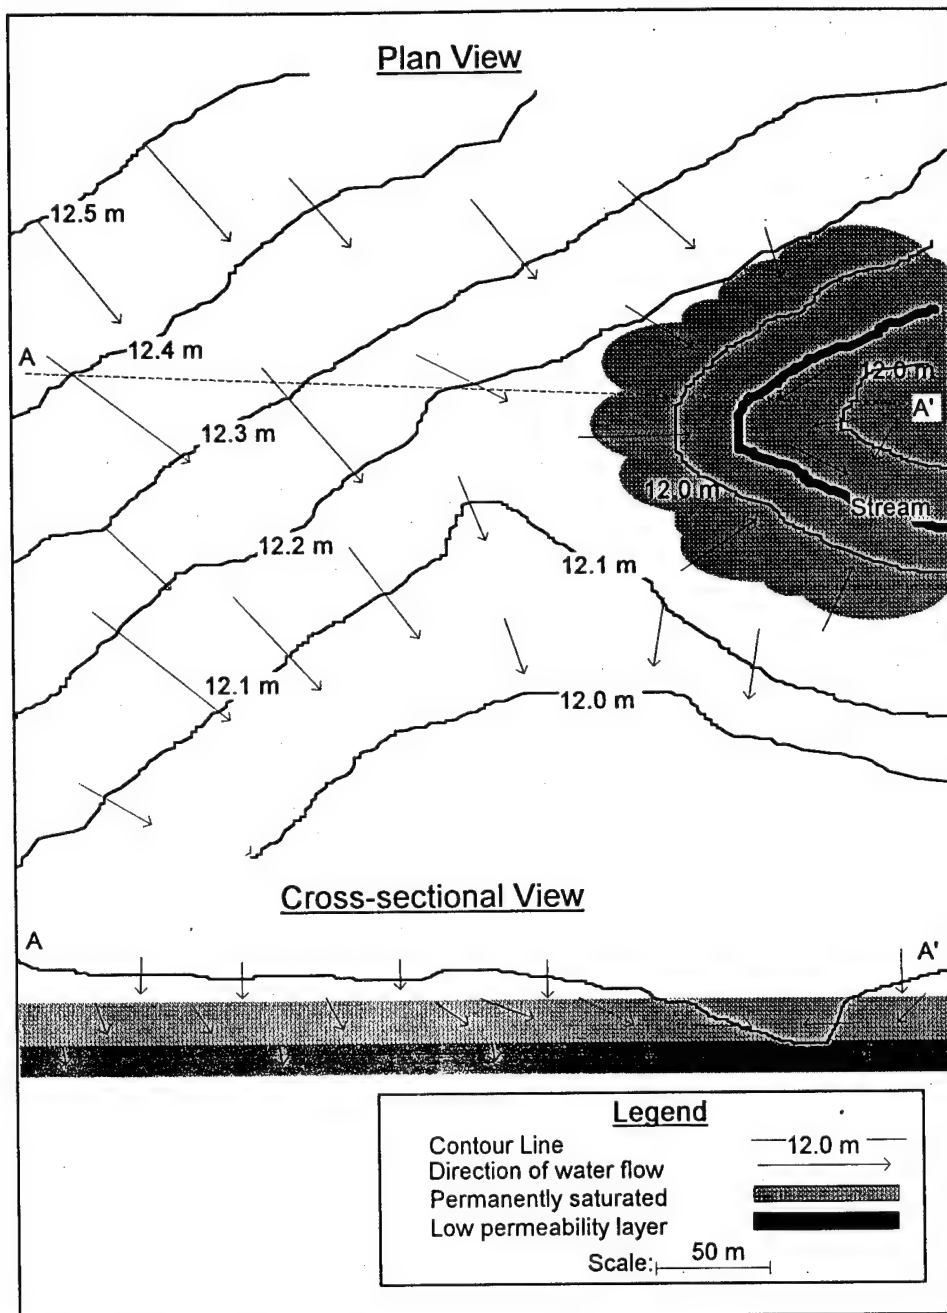 Plan View
12.5 m
12.4 m
A
12.0 m
A'
12.3 m
12.0 m
Stream
12.2 m
12.1 m
12.1 m
12.0 m
Cross-sectional View
A
A'
Legend
Contour Line
12.0 m
Direction of water flow
Permanently saturated
Low permeability layer
Scale:
50 m